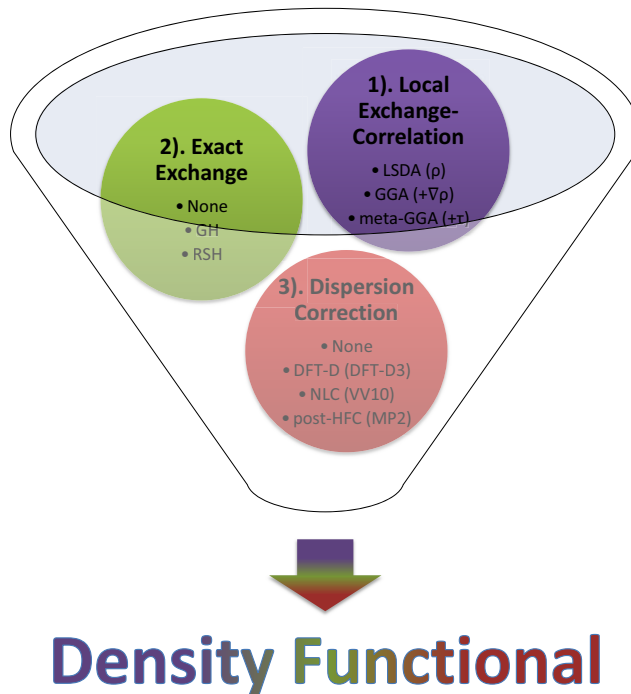 1). Local
Exchange-
Correlation
• LSDA (ρ)
• GGA (+∇ρ)
• meta-GGA (+τ)
2). Exact
Exchange
• None
• GH
• RSH
3). Dispersion
Correction
• None
• DFT-D (DFT-D3)
• NLC (VV10)
• post-HFC (MP2)
Density Functional